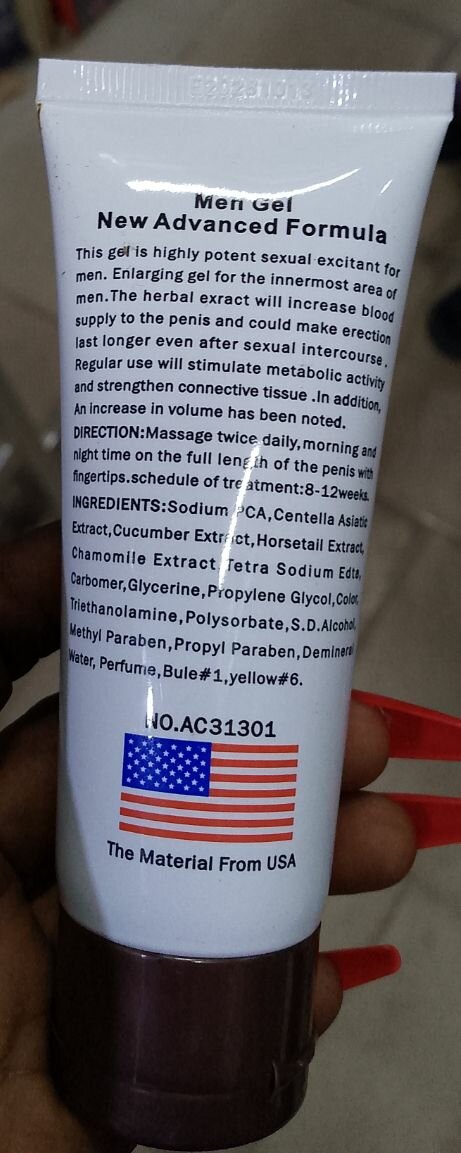 E20281013
Men Gel
New Advanced Formula
This gel is highly potent sexual excitant for
men. Enlarging gel for the innermost area of
men.The herbal exract will increase blood
supply to the penis and could make erection
last longer even after sexual intercourse.
Regular use will stimulate metabolic activity
and strengthen connective tissue .In addition,
An increase in volume has been noted.
DIRECTION:Massage twice daily,morning and
night time on the full length of the penis with
fingertips.schedule of treatment:8-12weeks.
INGREDIENTS:Sodium PCA,Centella Asiatic
Extract,Cucumber Extract,Horsetail Extract,
Chamomile Extract,Tetra Sodium Edta,
Carbomer,Glycerine,Propylene Glycol,Color,
Triethanolamine,Polysorbate,S.D.Alcohol,
Methyl Paraben,Propyl Paraben,Demineral
Water, Perfume,Bule#1,yellow#6.
NO.AC31301
The Material From USA